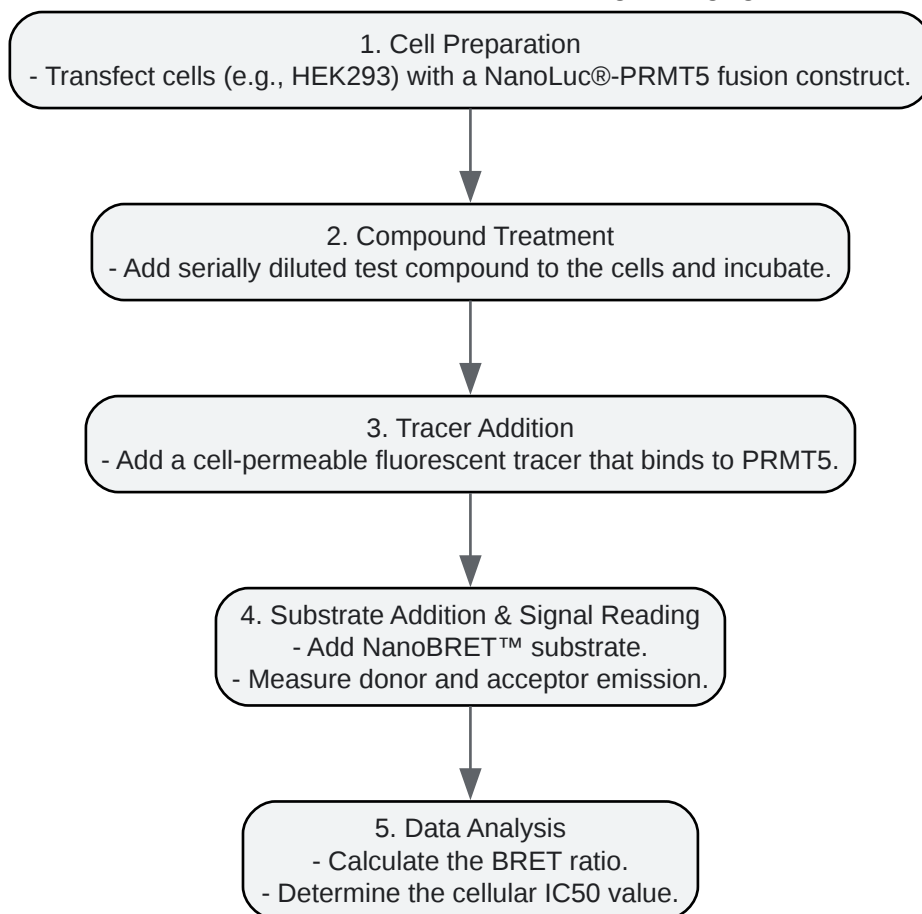 1. Cell Preparation
- Transfect cells (e.g., HEK293) with a NanoLuc®-PRMT5 fusion construct.
2. Compound Treatment
- Add serially diluted test compound to the cells and incubate.
3. Tracer Addition
- Add a cell-permeable fluorescent tracer that binds to PRMT5.
4. Substrate Addition & Signal Reading
- Add NanoBRET™ substrate.
- Measure donor and acceptor emission.
5. Data Analysis
- Calculate the BRET ratio.
- Determine the cellular IC50 value.